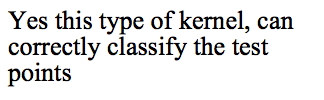 Yes this type of kernel, can
correctly classify the test
points